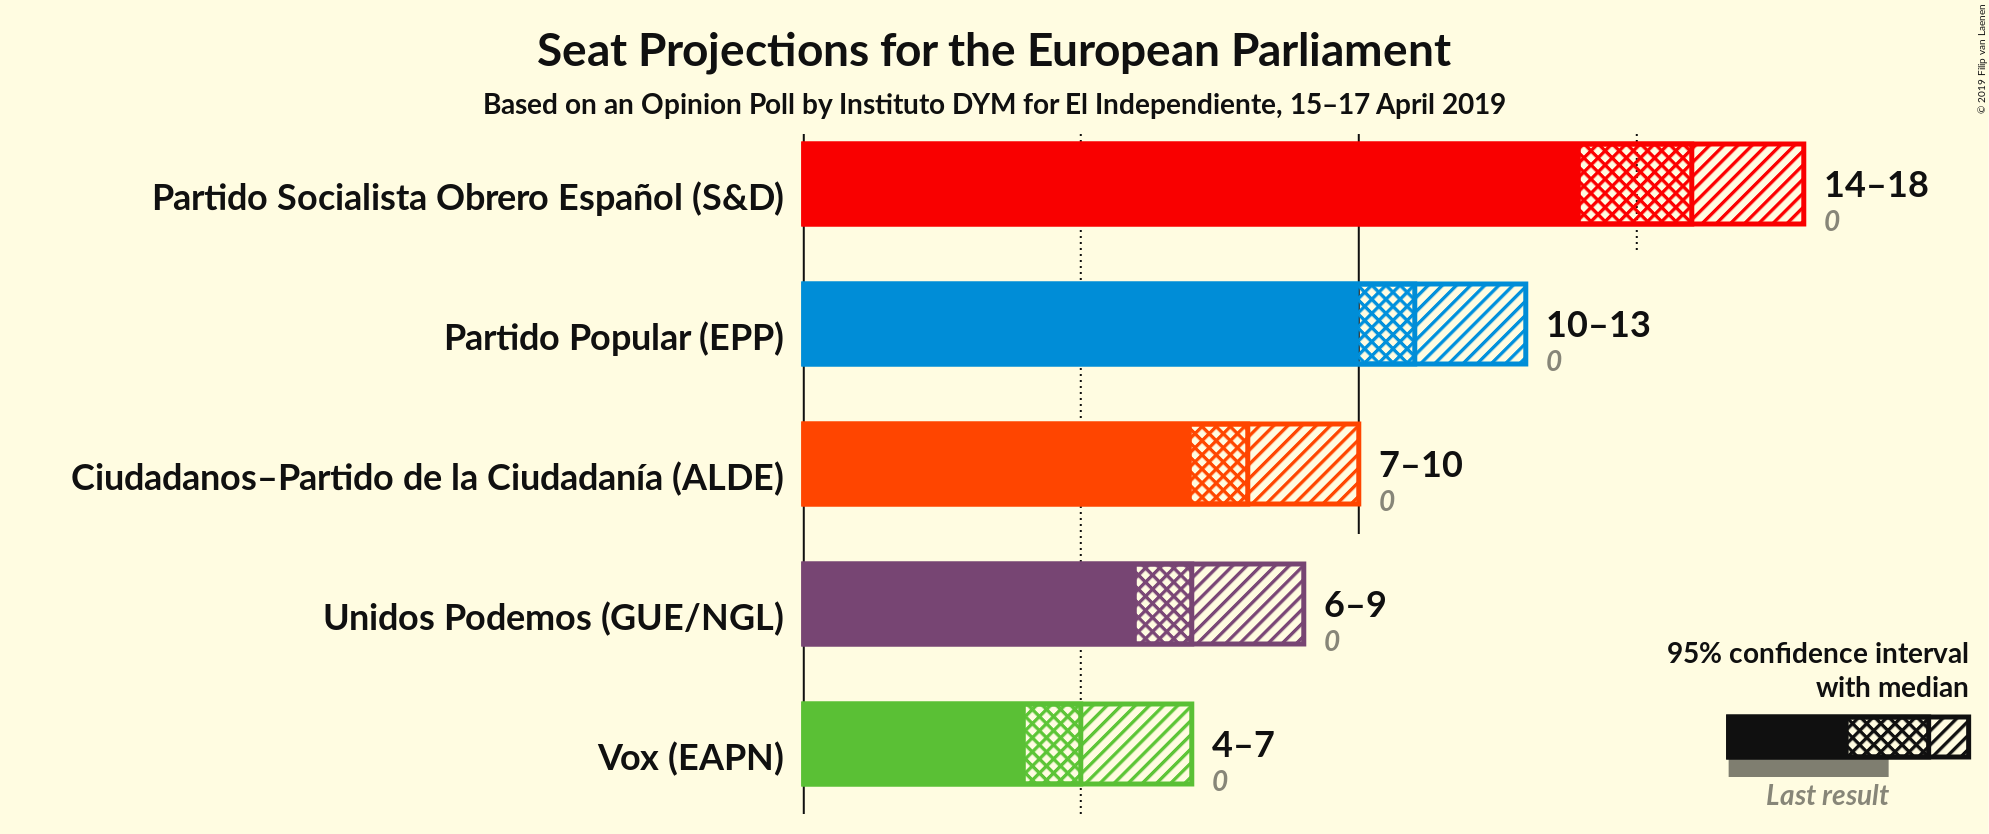 Seat Projections for the European Parliament
Based on an Opinion Poll by Instituto DYM for El Independiente, 15–17 April 2019
© 2019 Filip van Laenen
Partido Socialista Obrero Español (S&D)
14–18
0
Partido Popular (EPP)
10–13
0
Ciudadanos–Partido de la Ciudadanía (ALDE)
7–10
0
Unidos Podemos (GUE/NGL)
6–9
0
Vox (EAPN)
4–7
0
95% confidence interval
with median
Last result